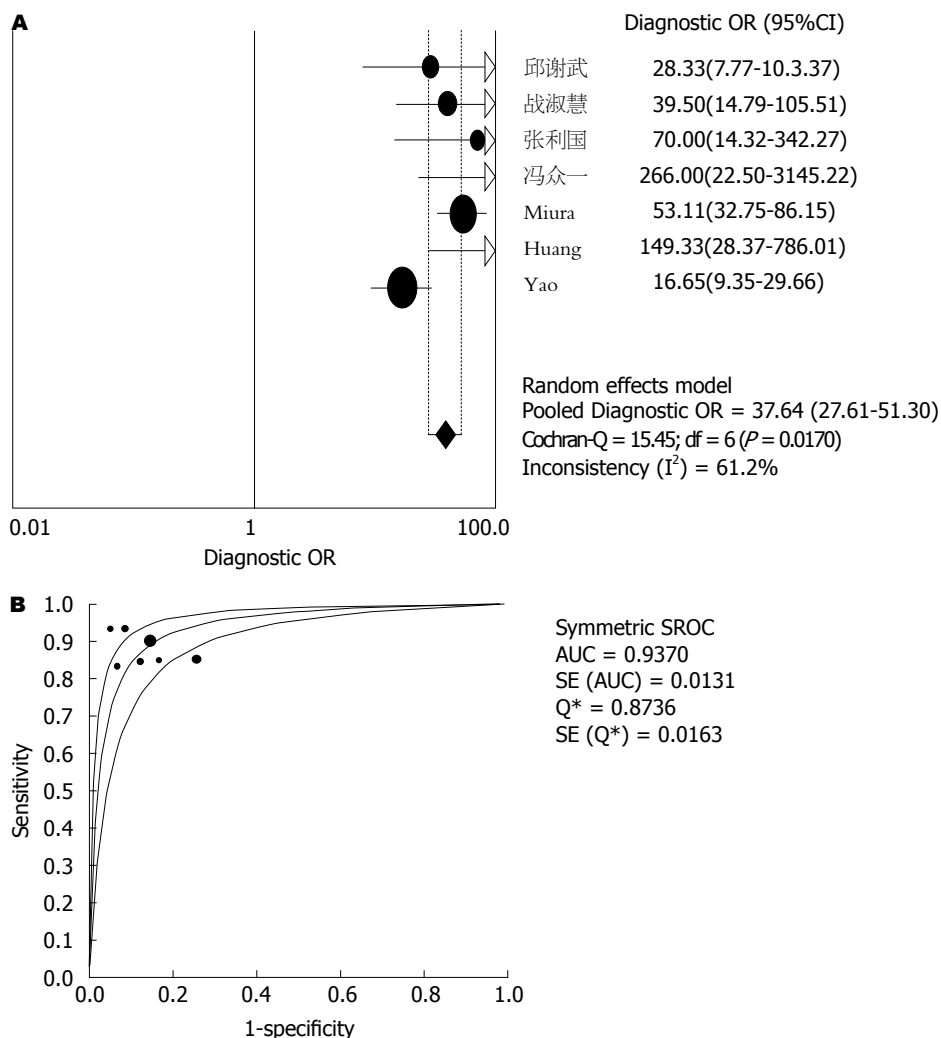 A
Diagnostic OR (95%CI)
邱谢武 28.33(7.77-10.3.37)
战淑慧 39.50(14.79-105.51)
张利国 70.00(14.32-342.27)
冯众一 266.00(22.50-3145.22)
Miura 53.11(32.75-86.15)
Huang 149.33(28.37-786.01)
Yao 16.65(9.35-29.66)
Random effects model
Pooled Diagnostic OR = 37.64 (27.61-51.30)
Cochran-Q = 15.45; df = 6 (P = 0.0170)
Inconsistency (I²) = 61.2%
0.01 1 100.0
Diagnostic OR
B
Symmetric SROC
AUC = 0.9370
SE (AUC) = 0.0131
Q* = 0.8736
SE (Q*) = 0.0163
Sensitivity
1.0
0.9
0.8
0.7
0.6
0.5
0.4
0.3
0.2
0.1
0.0
0.0 0.2 0.4 0.6 0.8 1.0
1-specificity